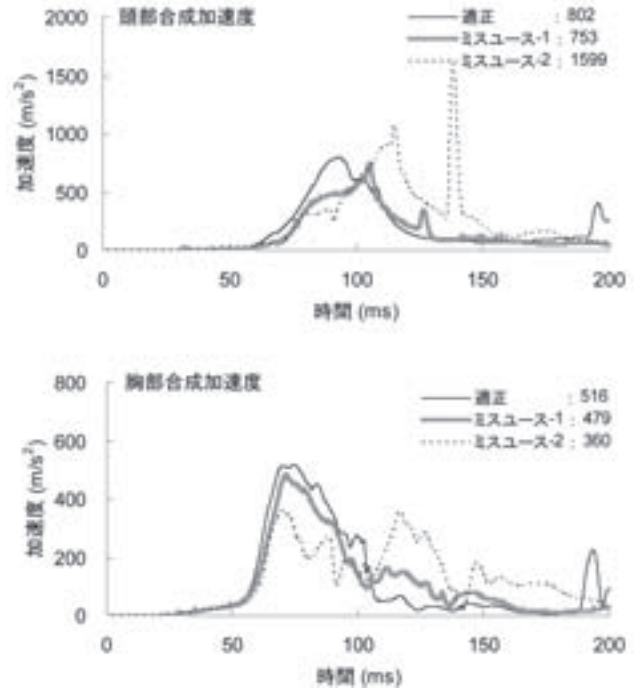 頭部合成加速度
適正 : 802
ミスユース-1 : 753
ミスユース-2 : 1599
加速度 (m/s²)
2000
1500
1000
500
0
0 50 100 150 200
時間 (ms)
胸部合成加速度
適正 : 516
ミスユース-1 : 479
ミスユース-2 : 360
加速度 (m/s²)
800
600
400
200
0
0 50 100 150 200
時間 (ms)